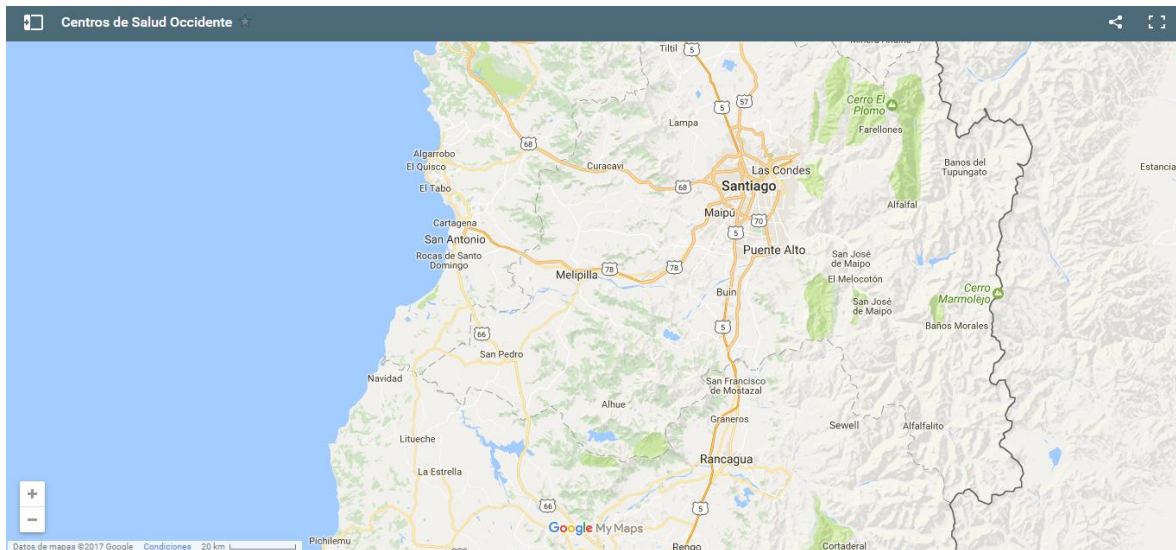 Centros de Salud Occidente
Tiltil
5
57
5
Cerro El
Plomo
Farellones
Lampa
68
Algarrobo
El Quisco
Curacavi
68
Las Condes
Banos del
Tupungato
Estancia
El Tabo
Santiago
Alfalfal
Maipú
70
Cartagena
5
San Antonio
Puente Alto
Rocas de Santo
Domingo
San José
de Maipo
Melipilla
78
78
El Melocotón
Buin
Cerro
Marmolejo
San José
de Maipo
5
Baños Morales
66
San Pedro
Navidad
San Francisco
de Mostazal
Alhue
Graneros
Sewell
Alfalfalito
Litueche
Rancagua
La Estrella
66
5
+
−
Google My Maps
Pichilemu
Rengo
Cortaderal
Datos de mapas ©2017 Google
Condiciones
20 km